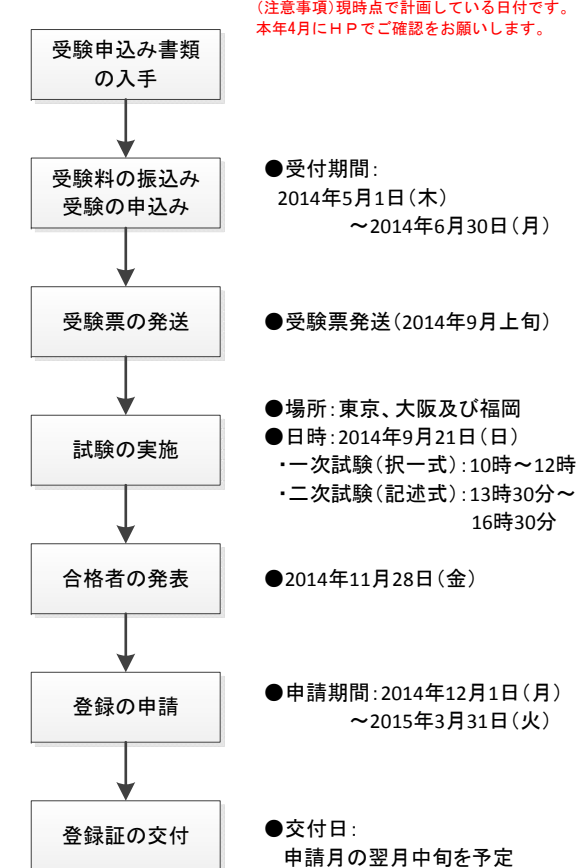 (注意事項)現時点で計画している日付です。
本年4月にHPでご確認をお願いします。
受験申込み書類
の入手
受験料の振込み
受験の申込み
●受付期間:
2014年5月1日(木)
～2014年6月30日(月)
受験票の発送
●受験票発送(2014年9月上旬)
試験の実施
●場所:東京、大阪及び福岡
●日時:2014年9月21日(日)
・一次試験(択一式):10時～12時
・二次試験(記述式):13時30分～
16時30分
合格者の発表
●2014年11月28日(金)
登録の申請
●申請期間:2014年12月1日(月)
～2015年3月31日(火)
登録証の交付
●交付日:
申請月の翌月中旬を予定